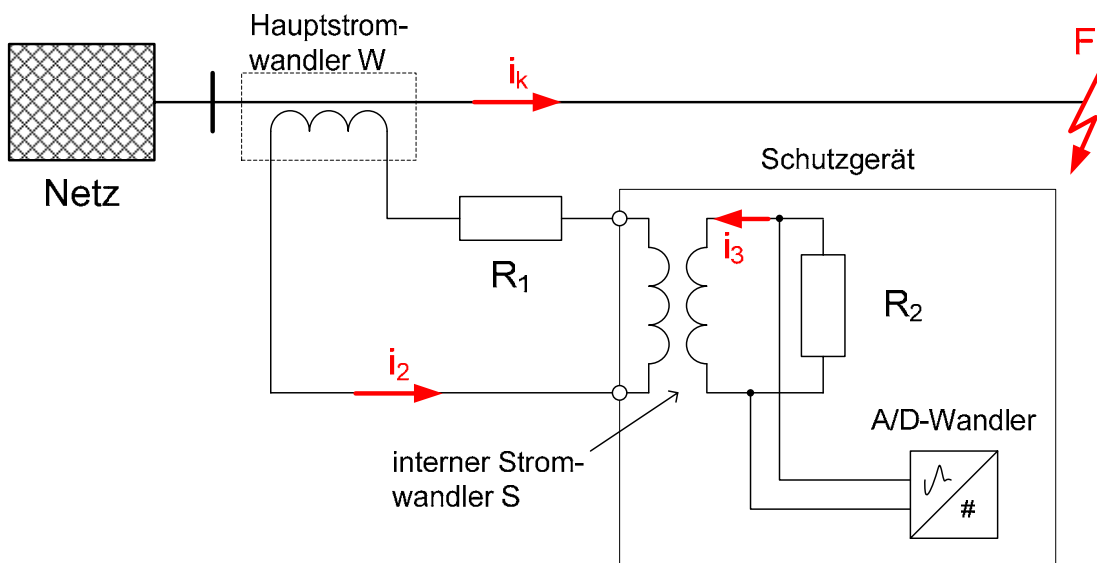 Hauptstrom-
wandler W
F
i_k
Schutzgerät
Netz
i_3
R_1
R_2
i_2
A/D-Wandler
interner Strom-
wandler S
#